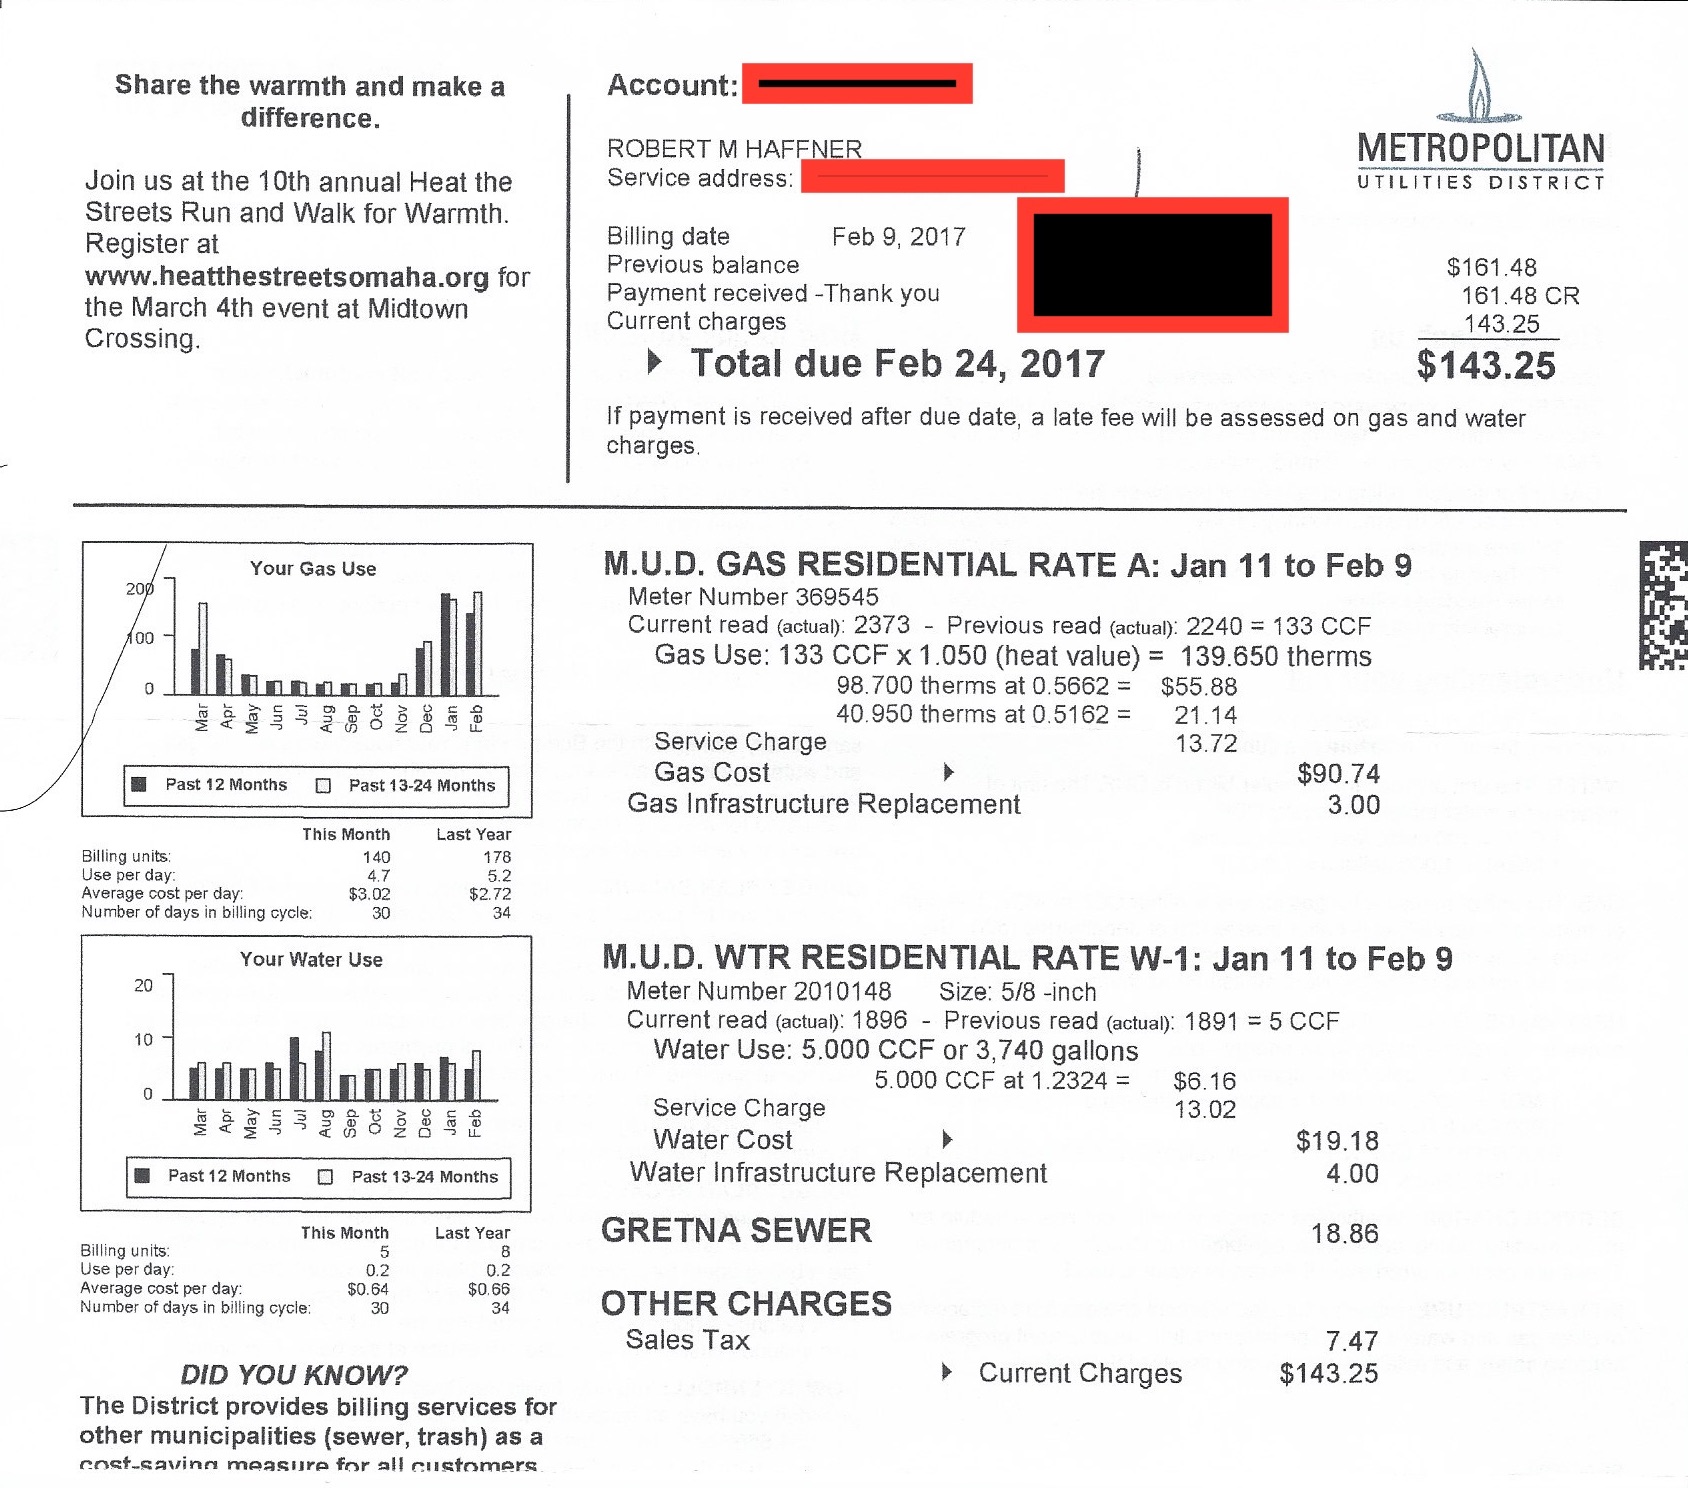 Share the warmth and make a
difference.
Join us at the 10th annual Heat the
Streets Run and Walk for Warmth.
Register at
www.heatthestreetsomaha.org for
the March 4th event at Midtown
Crossing.
Account:
ROBERT M HAFFNER
Service address:
Billing date Feb 9, 2017
Previous balance $161.48
Payment received -Thank you 161.48 CR
Current charges 143.25
Total due Feb 24, 2017 $143.25
If payment is received after due date, a late fee will be assessed on gas and water
charges.
METROPOLITAN
UTILITIES DISTRICT
Your Gas Use
200
100
0
Mar Apr May Jun Jul Aug Sep Oct Nov Dec Jan Feb
Past 12 Months Past 13-24 Months
This Month Last Year
Billing units: 140 178
Use per day: 4.7 5.2
Average cost per day: $3.02 $2.72
Number of days in billing cycle: 30 34
M.U.D. GAS RESIDENTIAL RATE A: Jan 11 to Feb 9
Meter Number 369545
Current read (actual): 2373 - Previous read (actual): 2240 = 133 CCF
Gas Use: 133 CCF x 1.050 (heat value) = 139.650 therms
98.700 therms at 0.5662 = $55.88
40.950 therms at 0.5162 = 21.14
Service Charge 13.72
Gas Cost $90.74
Gas Infrastructure Replacement 3.00
Your Water Use
20
10
0
Mar Apr May Jun Jul Aug Sep Oct Nov Dec Jan Feb
Past 12 Months Past 13-24 Months
This Month Last Year
Billing units: 5 8
Use per day: 0.2 0.2
Average cost per day: $0.64 $0.66
Number of days in billing cycle: 30 34
M.U.D. WTR RESIDENTIAL RATE W-1: Jan 11 to Feb 9
Meter Number 2010148 Size: 5/8 -inch
Current read (actual): 1896 - Previous read (actual): 1891 = 5 CCF
Water Use: 5.000 CCF or 3,740 gallons
5.000 CCF at 1.2324 = $6.16
Service Charge 13.02
Water Cost $19.18
Water Infrastructure Replacement 4.00
GRETNA SEWER 18.86
OTHER CHARGES
Sales Tax 7.47
Current Charges $143.25
DID YOU KNOW?
The District provides billing services for
other municipalities (sewer, trash) as a
cost-saving measure for all customers